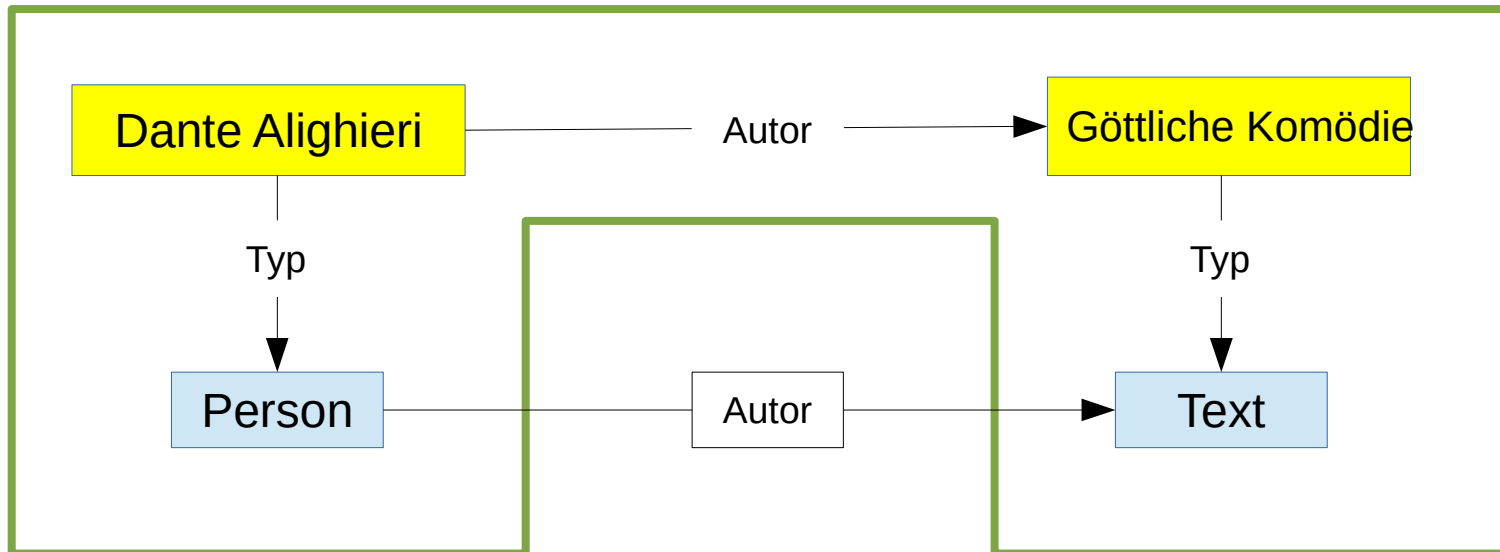 Dante Alighieri
Autor
Göttliche Komödie
Typ
Typ
Person
Autor
Text